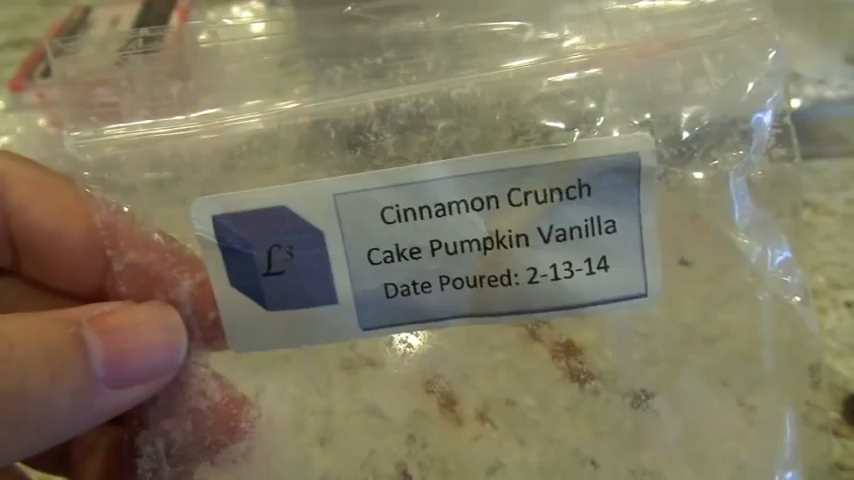 L³
Cinnamon Crunch
Cake Pumpkin Vanilla
Date Poured: 2-13-14